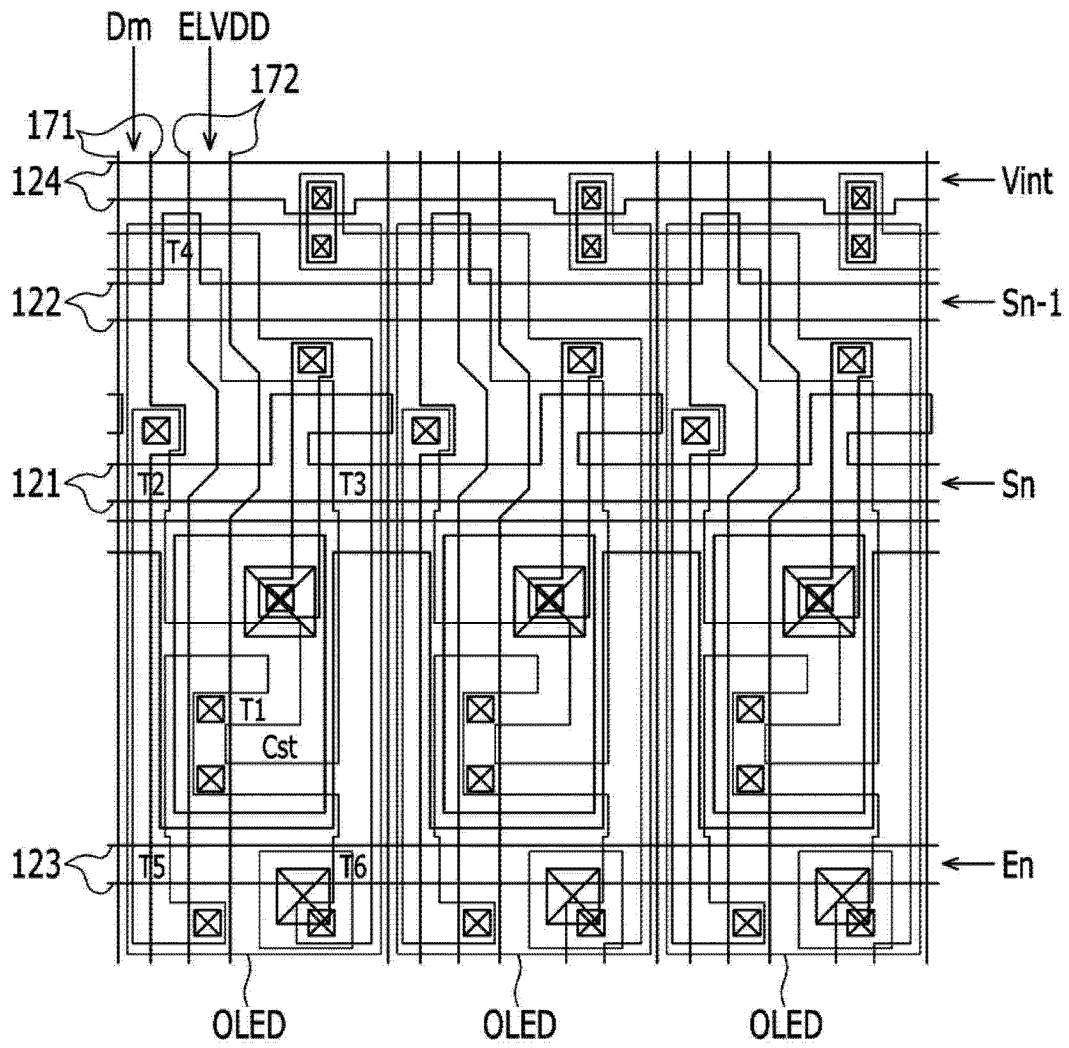 Dm ELVDD
172
171
124
Vint
T4
122
Sn-1
121
T2 T3
Sn
T1
Cst
123
T5 T6
En
OLED OLED OLED